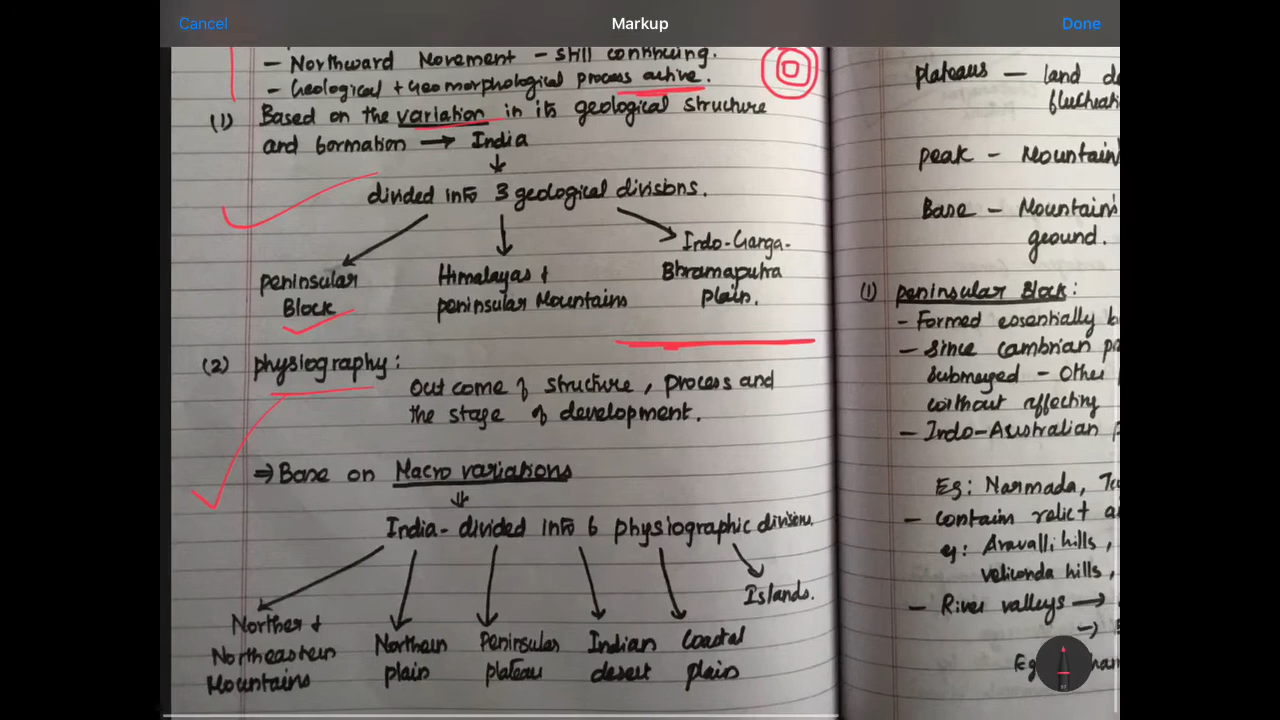 Cancel
Markup
Done
– Northward Movement – still continuing.
– Geological + Geomorphological process active.
(1) Based on the variation in its geological structure
and formation → India
↓
divided into 3 geological divisions.
peninsular
Block
Himalayas &
peninsular Mountains
Indo-Ganga-
Bhramaputra
plain.
(2) physiography:
Out come of structure, process and
the stage of development.
⇒ Base on Macro variations
⇓
India - divided into 6 physiographic divisions.
Norther &
Northeastern
Mountains
Northern
plain
Peninsular
plateau
Indian
desert
Coastal
plain
Islands.
plateaus – land
peak – Mountain
Base – Mountain's
ground.
(1) peninsular Block:
– Formed essentially
– since cambrian
submerged – Other
without affecting
– Indo-Australian
Eg: Narmada,
– contain relict
eg: Aravalli hills,
veliconda hills,
– River valleys →
→
Eg